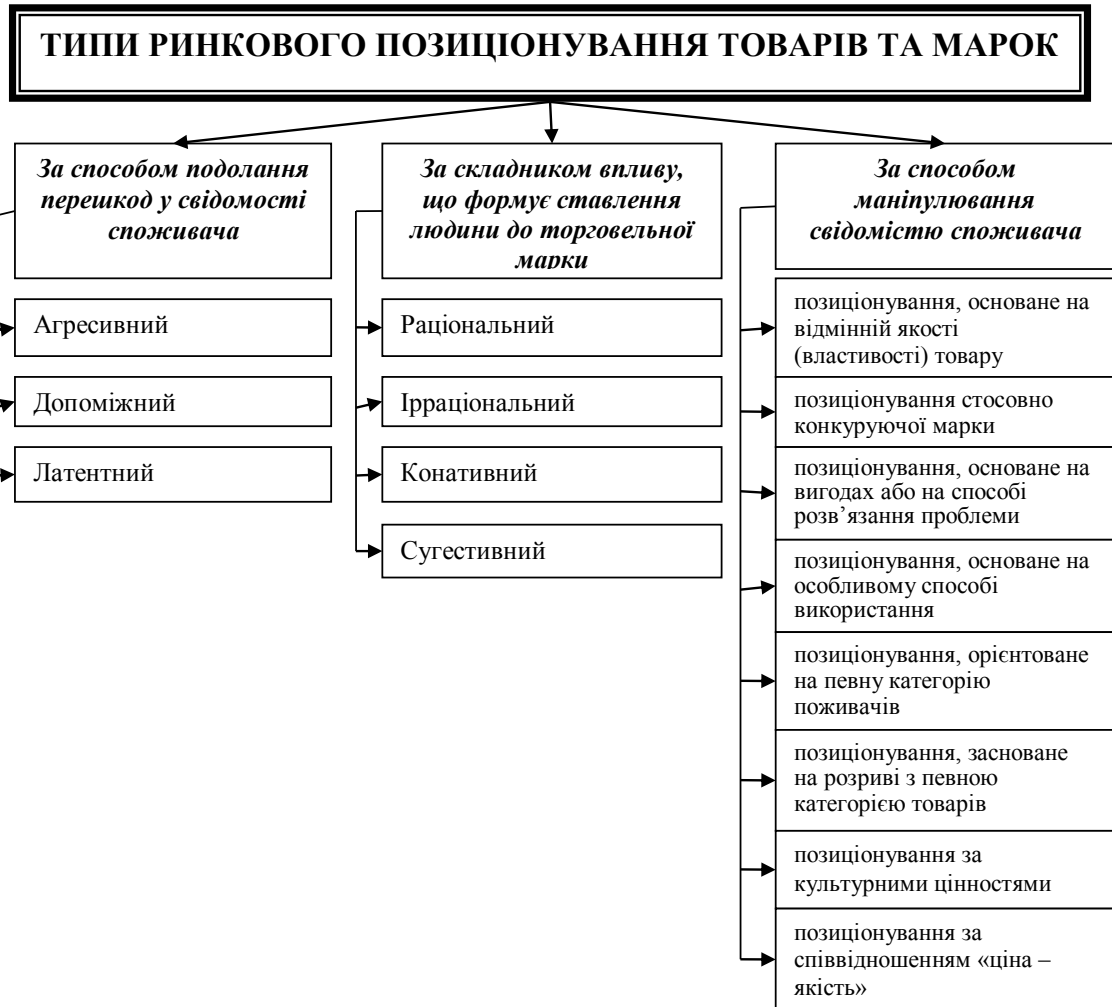 ТИПИ РИНКОВОГО ПОЗИЦІОНУВАННЯ ТОВАРІВ ТА МАРОК
За способом подолання
перешкод у свідомості
споживача
Агресивний
Допоміжний
Латентний
За складником впливу,
що формує ставлення
людини до торговельної
марки
Раціональний
Ірраціональний
Конативний
Сугестивний
За способом
маніпулювання
свідомістю споживача
позиціонування, основане на
відмінній якості
(властивості) товару
позиціонування стосовно
конкуруючої марки
позиціонування, основане на
вигодах або на способі
розв’язання проблеми
позиціонування, основане на
особливому способі
використання
позиціонування, орієнтоване
на певну категорію
поживачів
позиціонування, засноване
на розриві з певною
категорією товарів
позиціонування за
культурними цінностями
позиціонування за
співвідношенням «ціна –
якість»